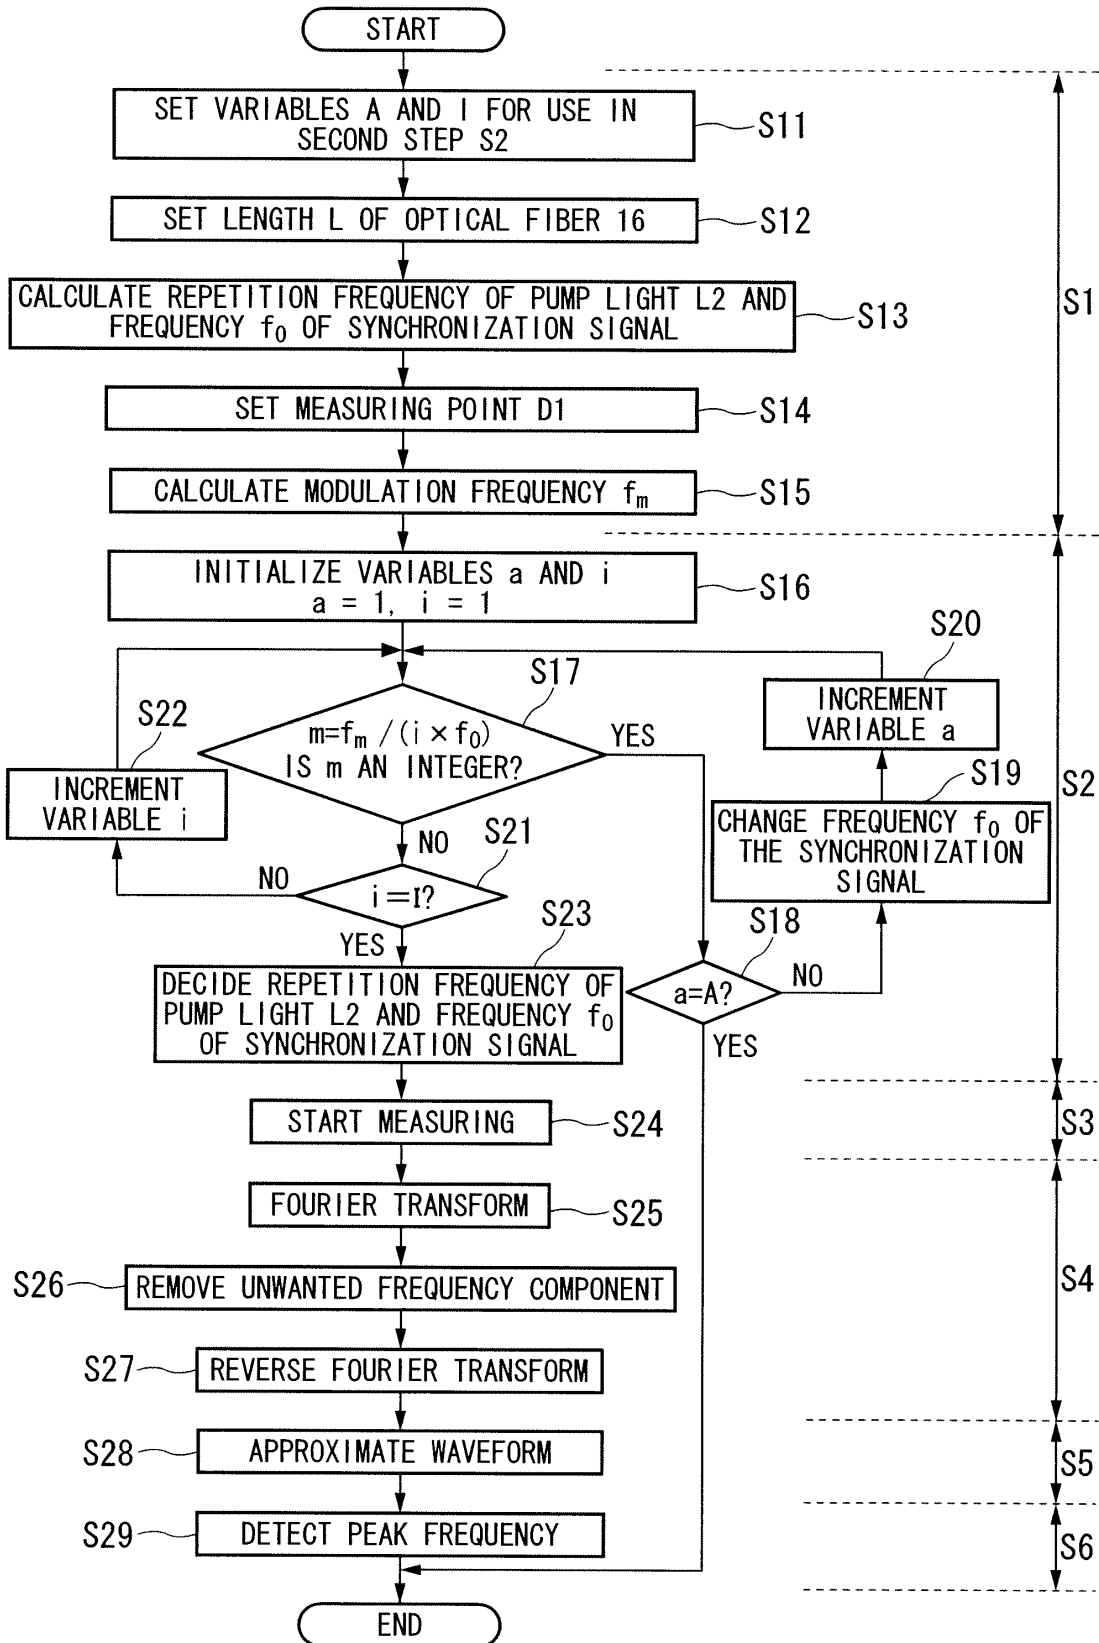 START
SET VARIABLES A AND I FOR USE IN
SECOND STEP S2
S11
SET LENGTH L OF OPTICAL FIBER 16
S12
CALCULATE REPETITION FREQUENCY OF PUMP LIGHT L2 AND
FREQUENCY f₀ OF SYNCHRONIZATION SIGNAL
S13
S1
SET MEASURING POINT D1
S14
CALCULATE MODULATION FREQUENCY fₘ
S15
INITIALIZE VARIABLES a AND i
a = 1, i = 1
S16
S20
INCREMENT
VARIABLE a
S17
m=fₘ/(i×f₀)
IS m AN INTEGER?
YES
NO
S22
INCREMENT
VARIABLE i
S19
CHANGE FREQUENCY f₀ OF
THE SYNCHRONIZATION
SIGNAL
S2
S21
i=I?
NO
YES
S18
a=A?
NO
YES
S23
DECIDE REPETITION FREQUENCY OF
PUMP LIGHT L2 AND FREQUENCY f₀
OF SYNCHRONIZATION SIGNAL
START MEASURING
S24
S3
FOURIER TRANSFORM
S25
S26
REMOVE UNWANTED FREQUENCY COMPONENT
S4
S27
REVERSE FOURIER TRANSFORM
S28
APPROXIMATE WAVEFORM
S5
S29
DETECT PEAK FREQUENCY
S6
END